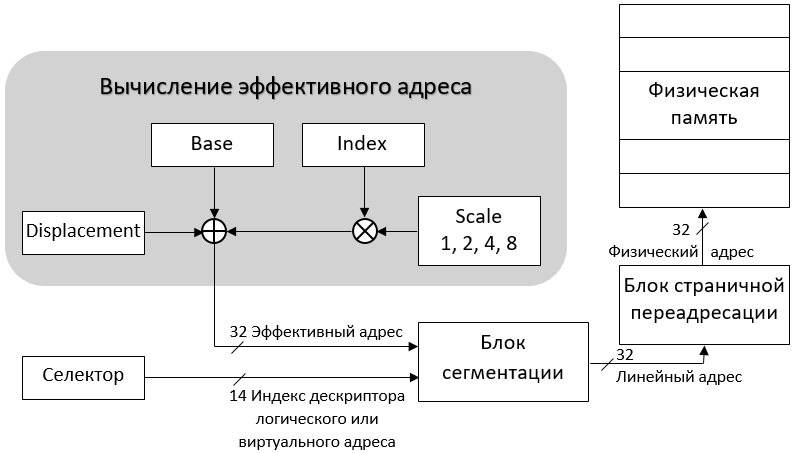 Вычисление эффективного адреса
Base
Index
Displacement
Scale
1, 2, 4, 8
Физическая
память
32
Физический адрес
Блок страничной
переадресации
32 Эффективный адрес
Блок
сегментации
32
Линейный адрес
Селектор
14 Индекс дескриптора
логического или
виртуального адреса